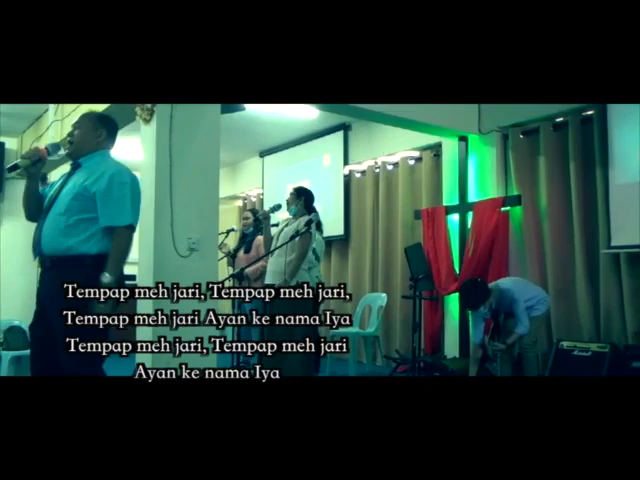 Tempap meh jari, Tempap meh jari,
Tempap meh jari Ayan ke nama Iya
Tempap meh jari, Tempap meh jari
Ayan ke nama Iya